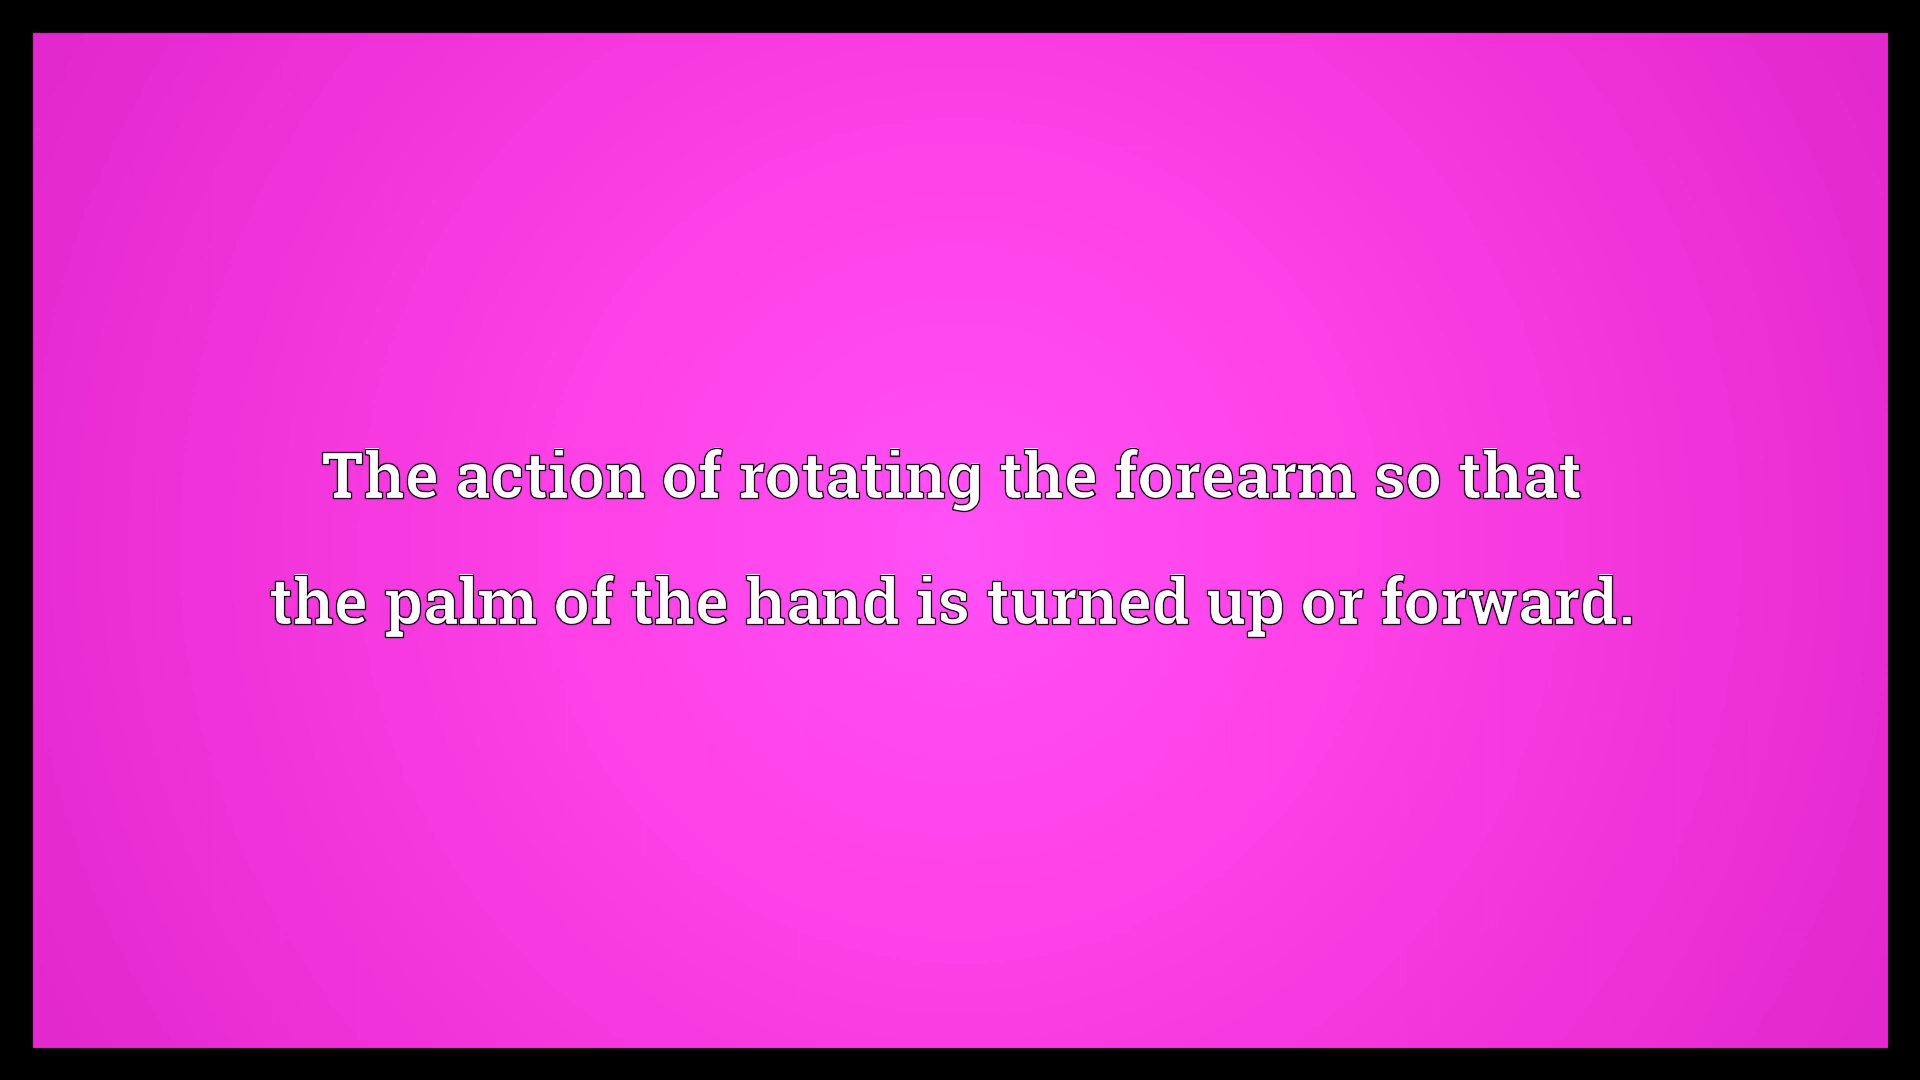 The action of rotating the forearm so that
the palm of the hand is turned up or forward.